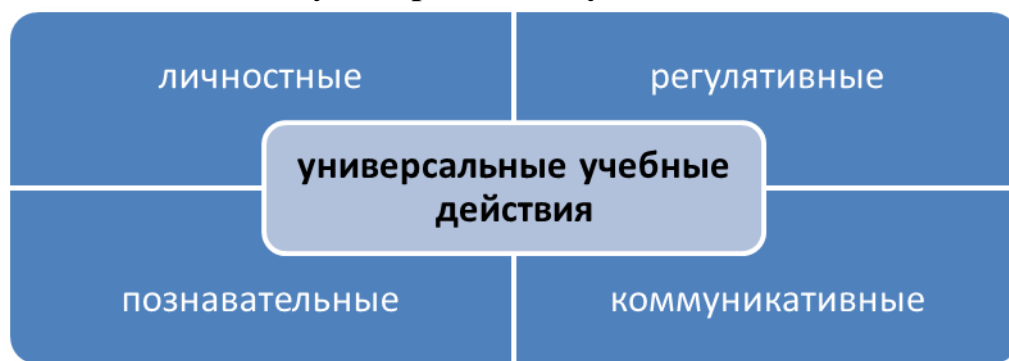 личностные
регулятивные
универсальные учебные
действия
познавательные
коммуникативные